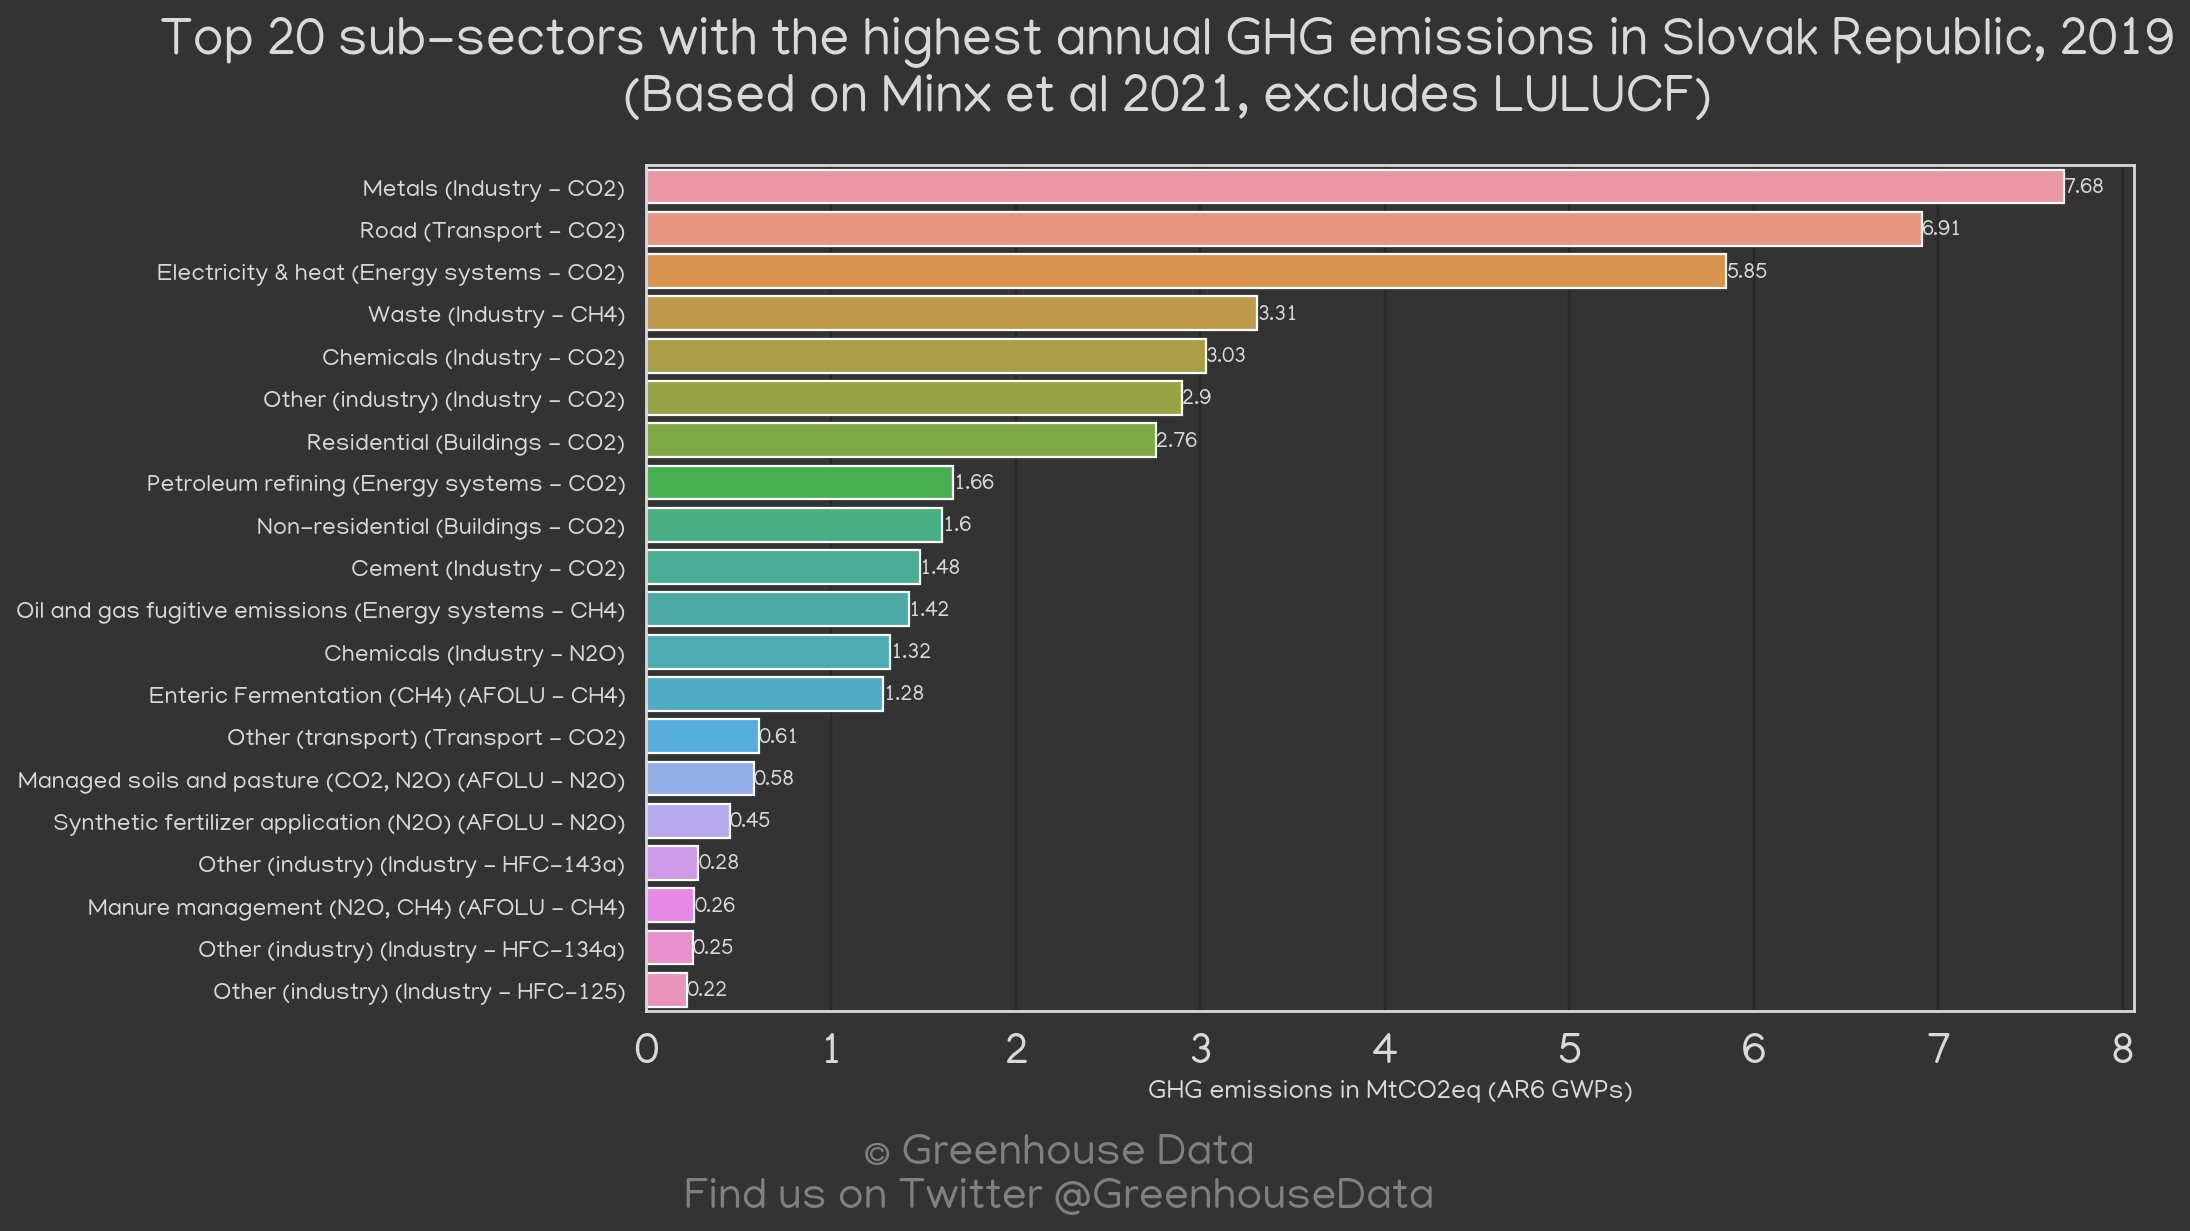 Top 20 sub-sectors with the highest annual GHG emissions in Slovak Republic, 2019
(Based on Minx et al 2021, excludes LULUCF)
Metals (Industry - CO2) 7.68
Road (Transport - CO2) 6.91
Electricity & heat (Energy systems - CO2) 5.85
Waste (Industry - CH4) 3.31
Chemicals (Industry - CO2) 3.03
Other (industry) (Industry - CO2) 2.9
Residential (Buildings - CO2) 2.76
Petroleum refining (Energy systems - CO2) 1.66
Non-residential (Buildings - CO2) 1.6
Cement (Industry - CO2) 1.48
Oil and gas fugitive emissions (Energy systems - CH4) 1.42
Chemicals (Industry - N2O) 1.32
Enteric Fermentation (CH4) (AFOLU - CH4) 1.28
Other (transport) (Transport - CO2) 0.61
Managed soils and pasture (CO2, N2O) (AFOLU - N2O) 0.58
Synthetic fertilizer application (N2O) (AFOLU - N2O) 0.45
Other (industry) (Industry - HFC-143a) 0.28
Manure management (N2O, CH4) (AFOLU - CH4) 0.26
Other (industry) (Industry - HFC-134a) 0.25
Other (industry) (Industry - HFC-125) 0.22
0 1 2 3 4 5 6 7 8
GHG emissions in MtCO2eq (AR6 GWPs)
© Greenhouse Data
Find us on Twitter @GreenhouseData